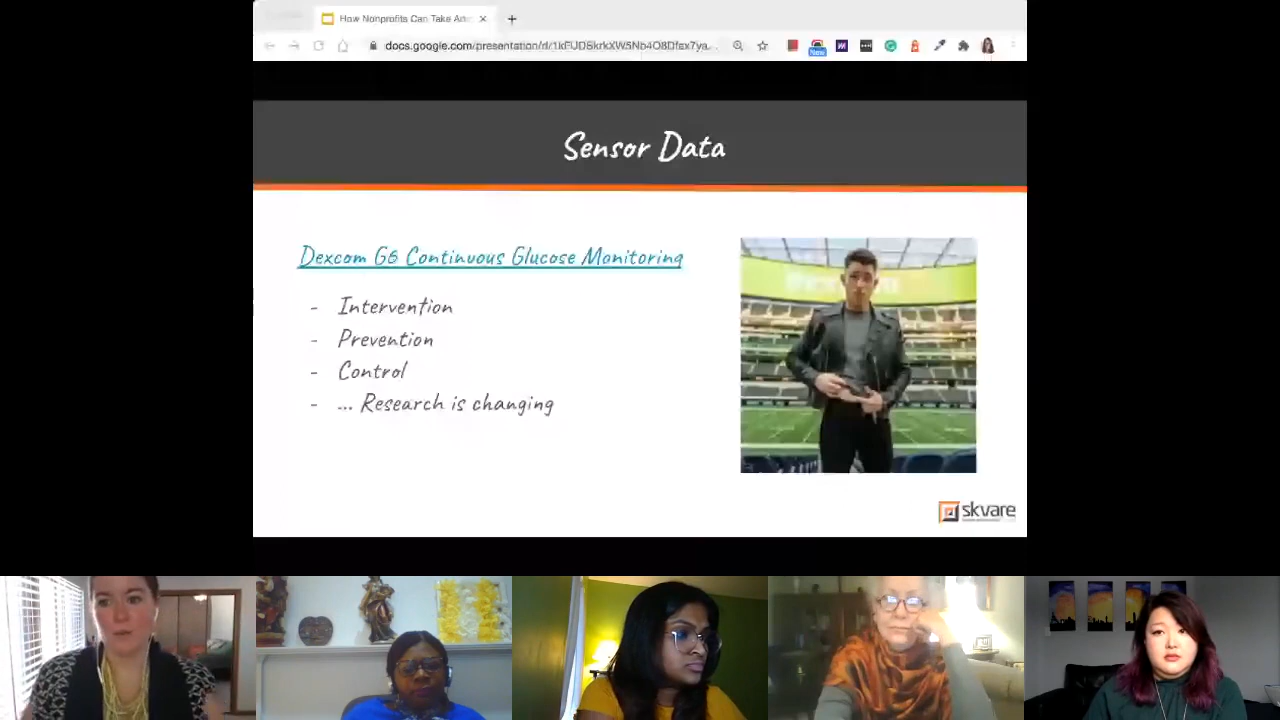 How Nonprofits Can Take Adv
docs.google.com/presentation/d/
New
Sensor Data
Dexcom G6 Continuous Glucose Monitoring
- Intervention
- Prevention
- Control
- ... Research is changing
skvare